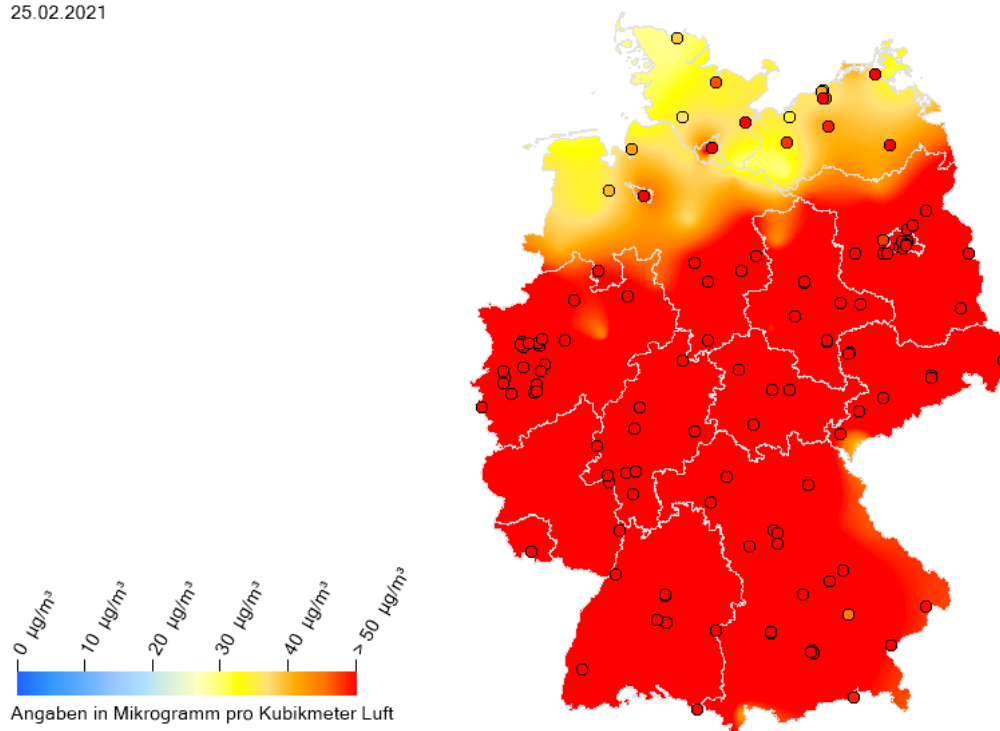 25.02.2021
0 µg/m³
10 µg/m³
20 µg/m³
30 µg/m³
40 µg/m³
> 50 µg/m³
Angaben in Mikrogramm pro Kubikmeter Luft